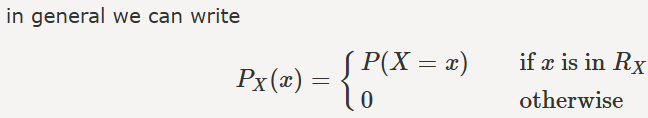 in general we can write
P_X(x) = { P(X = x) if x is in R_X
0 otherwise